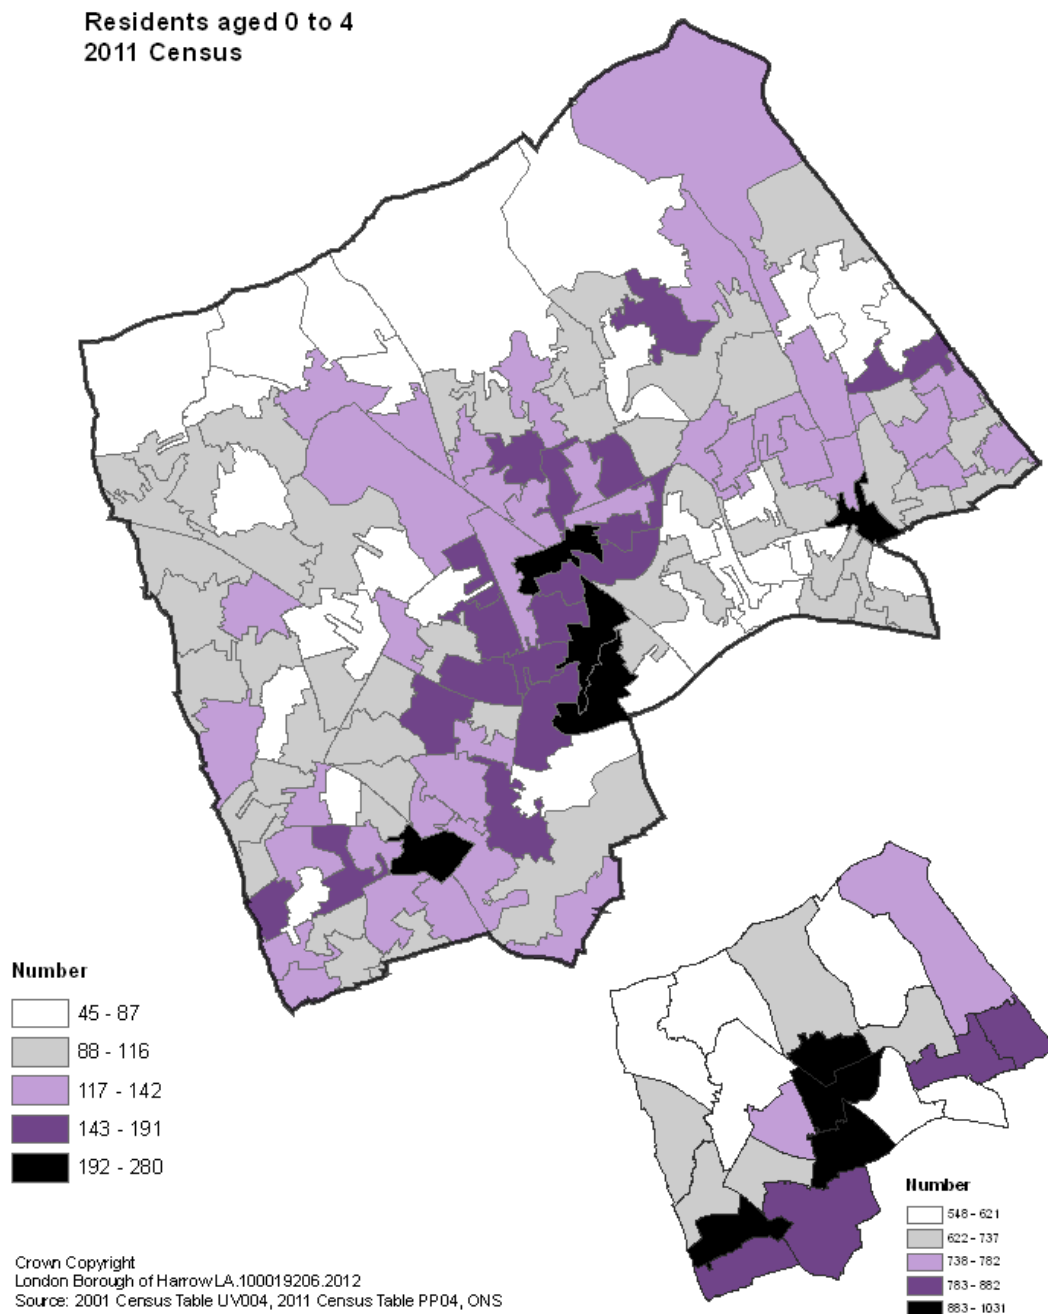 Residents aged 0 to 4
2011 Census
Number
45 - 87
88 - 116
117 - 142
143 - 191
192 - 280
Number
548 - 621
622 - 737
738 - 782
783 - 882
883 - 1031
Crown Copyright
London Borough of Harrow LA.100019206.2012
Source: 2001 Census Table UV004, 2011 Census Table PP04, ONS